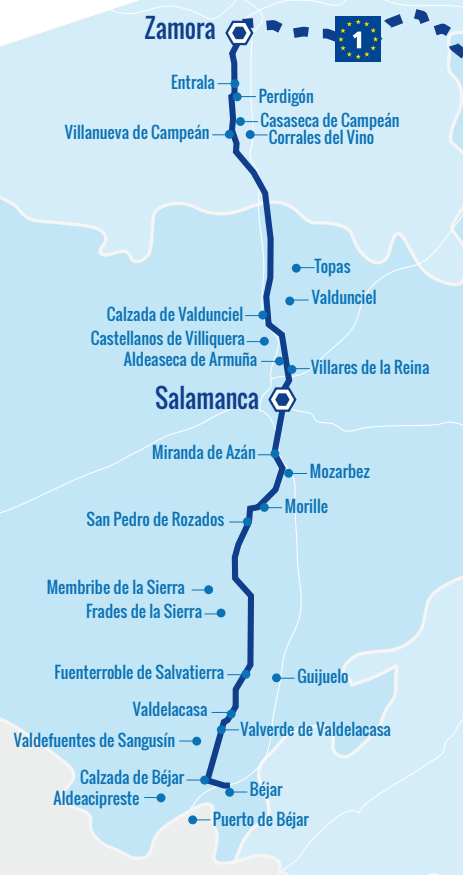 Zamora
1
Entrala
Perdigón
Casaseca de Campeán
Villanueva de Campeán
Corrales del Vino
Topas
Valdunciel
Calzada de Valdunciel
Castellanos de Villiquera
Aldeaseca de Armuña
Villares de la Reina
Salamanca
Miranda de Azán
Mozarbez
Morille
San Pedro de Rozados
Membribe de la Sierra
Frades de la Sierra
Fuenterroble de Salvatierra
Guijuelo
Valdelacasa
Valverde de Valdelacasa
Valdefuentes de Sangusín
Calzada de Béjar
Béjar
Aldeacipreste
Puerto de Béjar